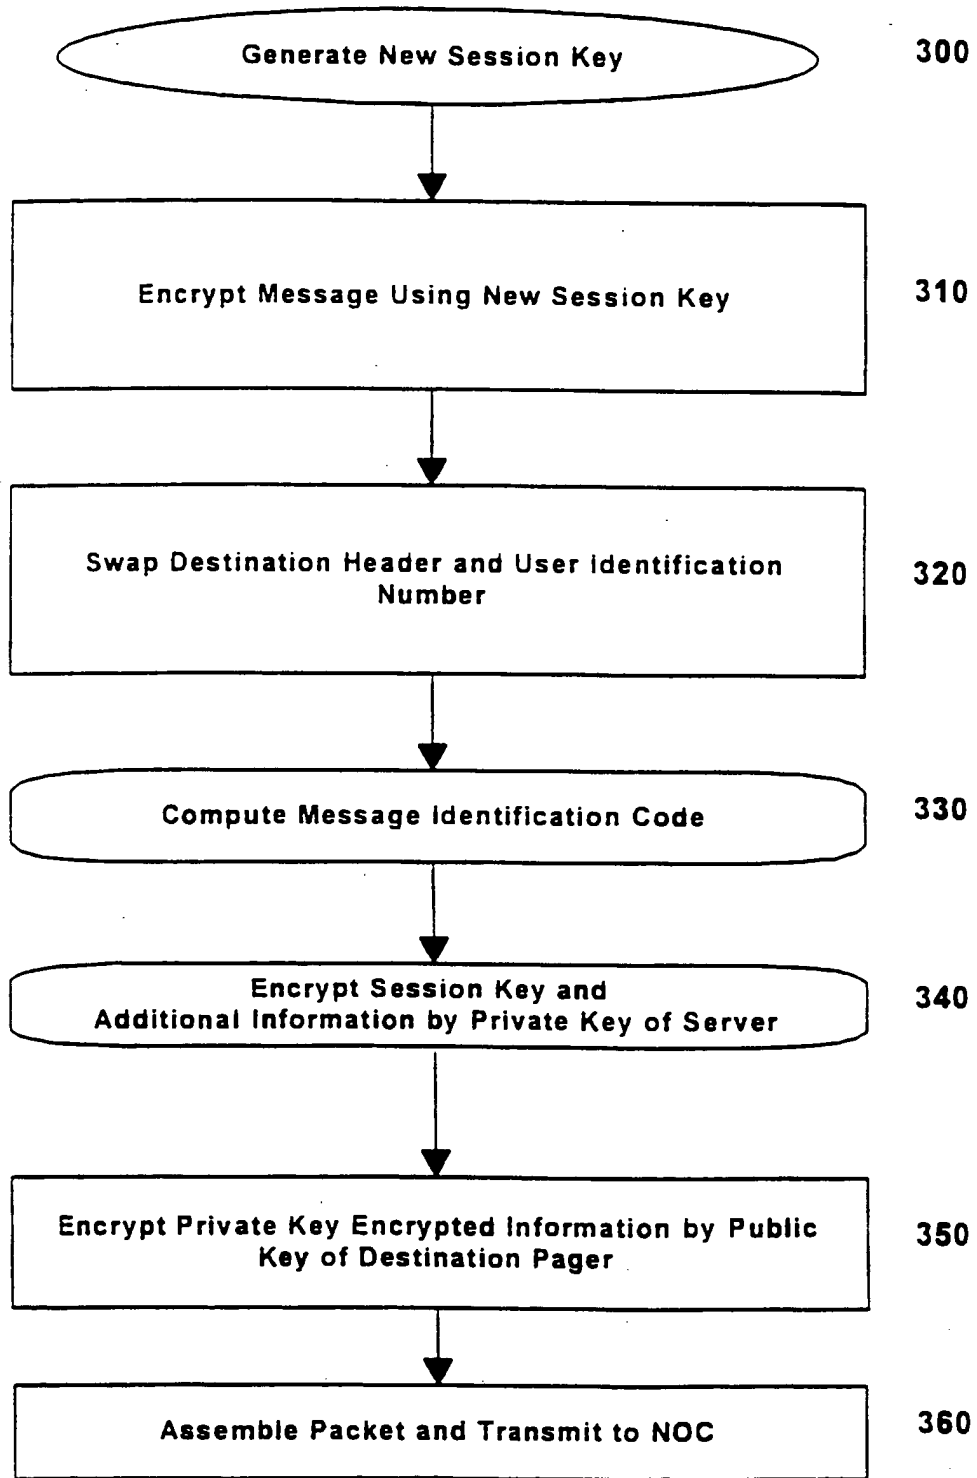 Generate New Session Key
300
Encrypt Message Using New Session Key
310
Swap Destination Header and User Identification
Number
320
Compute Message Identification Code
330
Encrypt Session Key and
Additional Information by Private Key of Server
340
Encrypt Private Key Encrypted Information by Public
Key of Destination Pager
350
Assemble Packet and Transmit to NOC
360